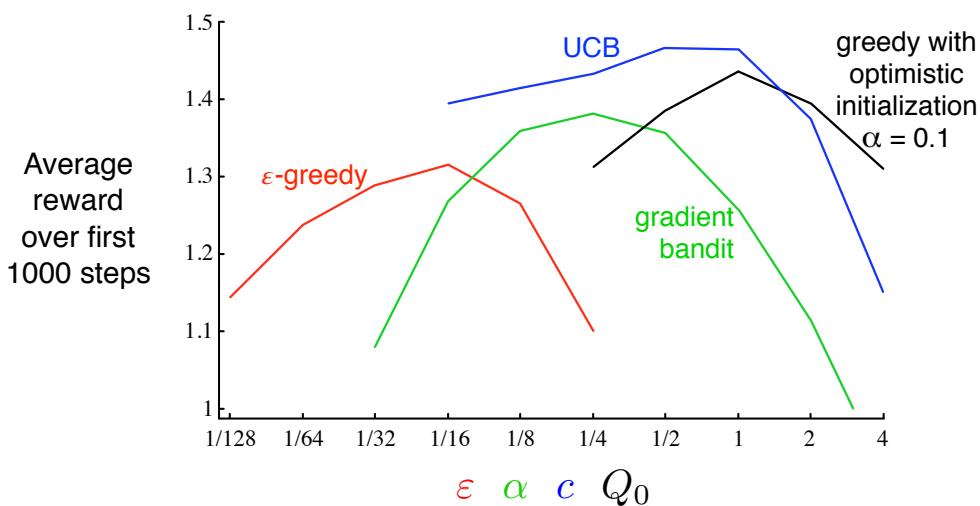 Average
reward
over first
1000 steps
1.5
1.4
1.3
1.2
1.1
1
UCB
greedy with
optimistic
initialization
α = 0.1
ε-greedy
gradient
bandit
1/128 1/64 1/32 1/16 1/8 1/4 1/2 1 2 4
ε α c Q₀